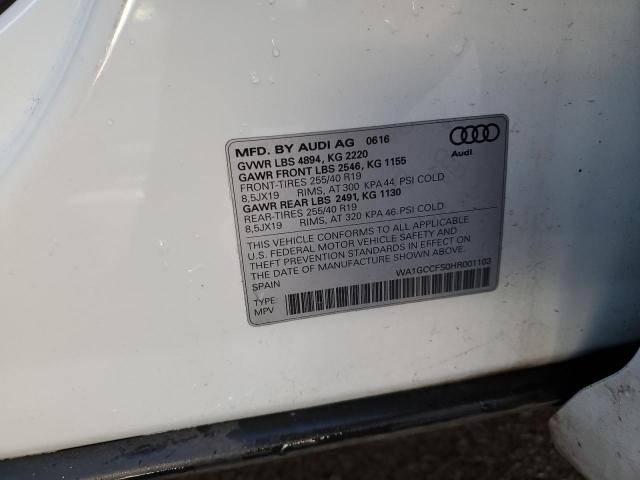 MFD. BY AUDI AG 0616
GVWR LBS 4894, KG 2220
GAWR FRONT LBS 2546, KG 1155
FRONT-TIRES 255/40 R19
8,5JX19 RIMS, AT 300 KPA 44, PSI COLD
GAWR REAR LBS 2491, KG 1130
REAR-TIRES 255/40 R19
8,5JX19 RIMS, AT 320 KPA 46 PSI COLD
Audi
THIS VEHICLE CONFORMS TO ALL APPLICABLE
U.S. FEDERAL MOTOR VEHICLE SAFETY AND
THEFT PREVENTION STANDARDS IN EFFECT ON
THE DATE OF MANUFACTURE SHOWN ABOVE.
SPAIN
WA1GCCFS0HR001103
TYPE:
MPV